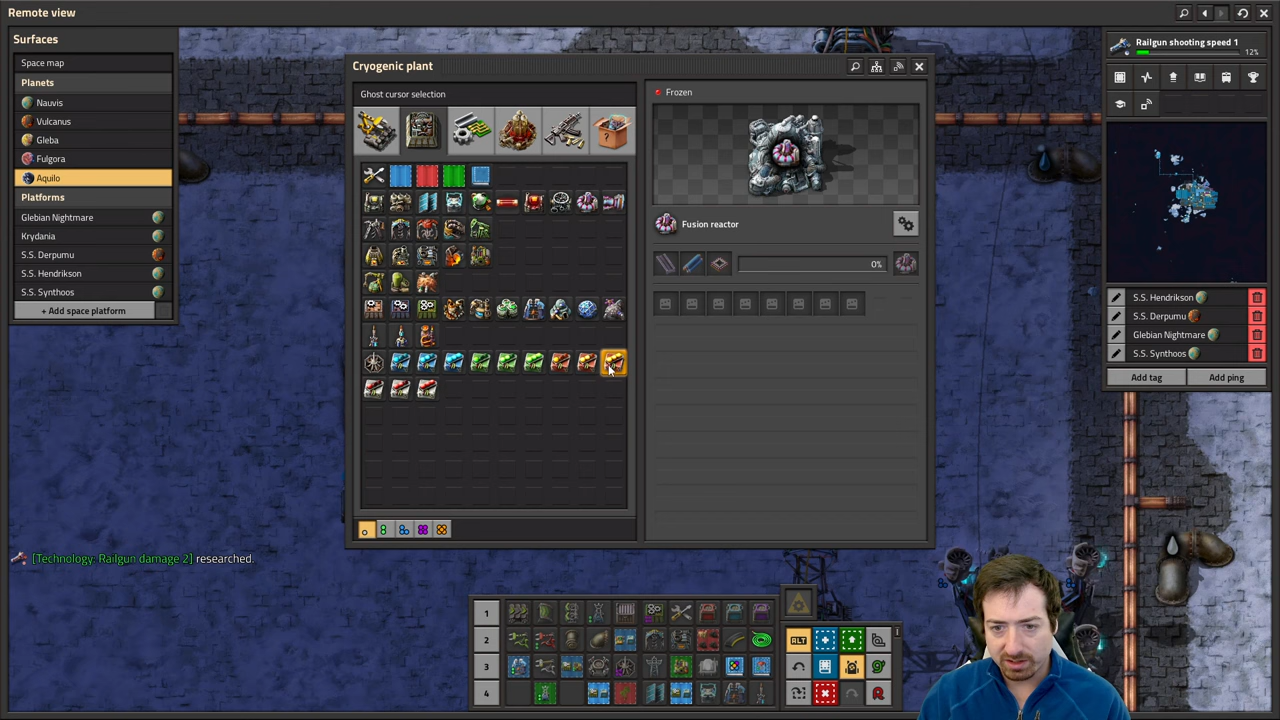 Remote view
Surfaces
Space map
Planets
Nauvis
Vulcanus
Gleba
Fulgora
Aquilo
Platforms
Glebian Nightmare
Krydania
S.S. Derpumu
S.S. Hendrikson
S.S. Synthoos
+ Add space platform
Cryogenic plant
Ghost cursor selection
Frozen
Fusion reactor
0%
Railgun shooting speed 1
12%
S.S. Hendrikson
S.S. Derpumu
Glebian Nightmare
S.S. Synthoos
Add tag
Add ping
[Technology: Railgun damage 2] researched.
1
2
3
4
ALT